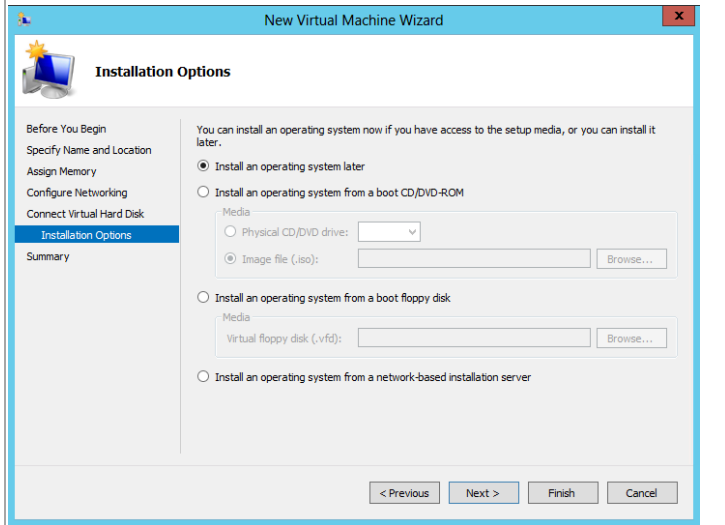 New Virtual Machine Wizard
x
Installation Options
Before You Begin
Specify Name and Location
Assign Memory
Configure Networking
Connect Virtual Hard Disk
Installation Options
Summary
You can install an operating system now if you have access to the setup media, or you can install it
later.
Install an operating system later
Install an operating system from a boot CD/DVD-ROM
Media
Physical CD/DVD drive:
Image file (.iso):
Browse...
Install an operating system from a boot floppy disk
Media
Virtual floppy disk (.vfd):
Browse...
Install an operating system from a network-based installation server
< Previous
Next >
Finish
Cancel